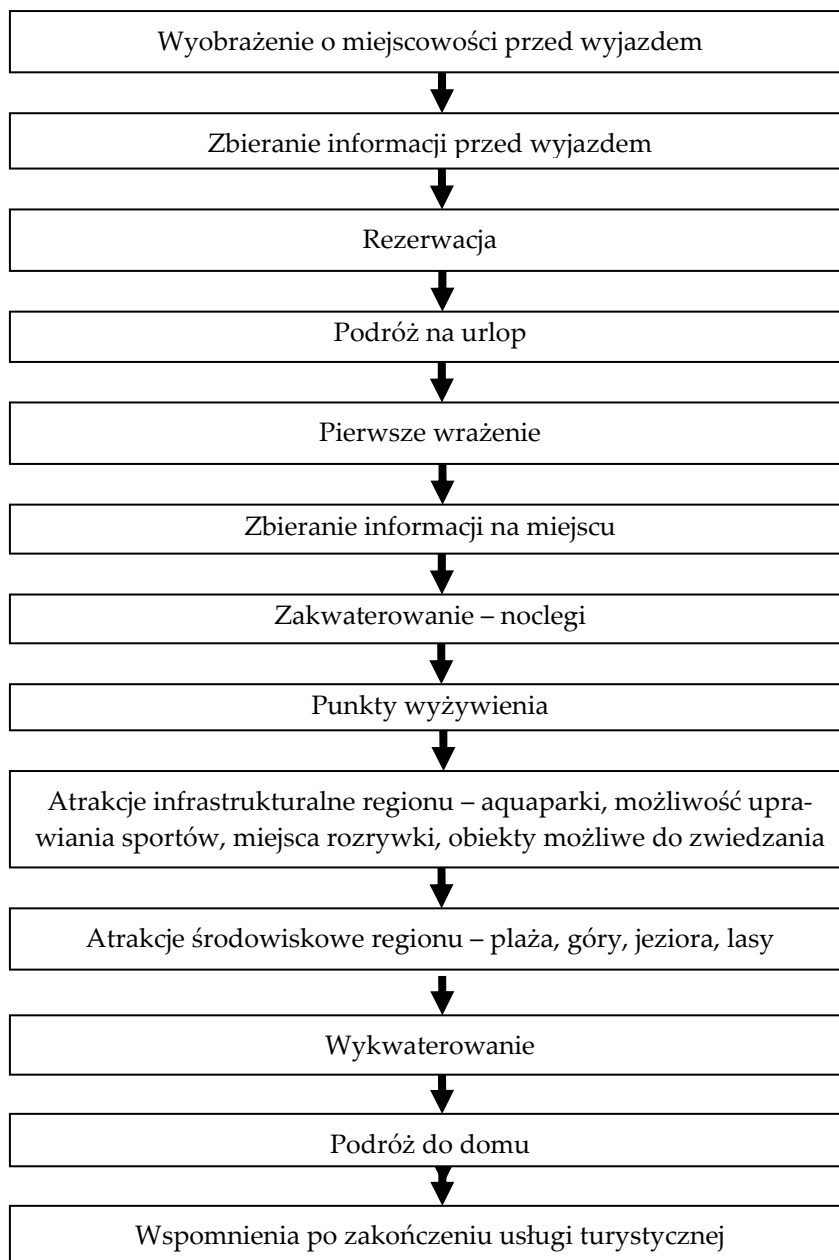 Wyobrażenie o miejscowości przed wyjazdem
Zbieranie informacji przed wyjazdem
Rezerwacja
Podróż na urlop
Pierwsze wrażenie
Zbieranie informacji na miejscu
Zakwaterowanie – noclegi
Punkty wyżywienia
Atrakcje infrastrukturalne regionu – aquaparki, możliwość upra-
wiania sportów, miejsca rozrywki, obiekty możliwe do zwiedzania
Atrakcje środowiskowe regionu – plaża, góry, jeziora, lasy
Wykwaterowanie
Podróż do domu
Wspomnienia po zakończeniu usługi turystycznej